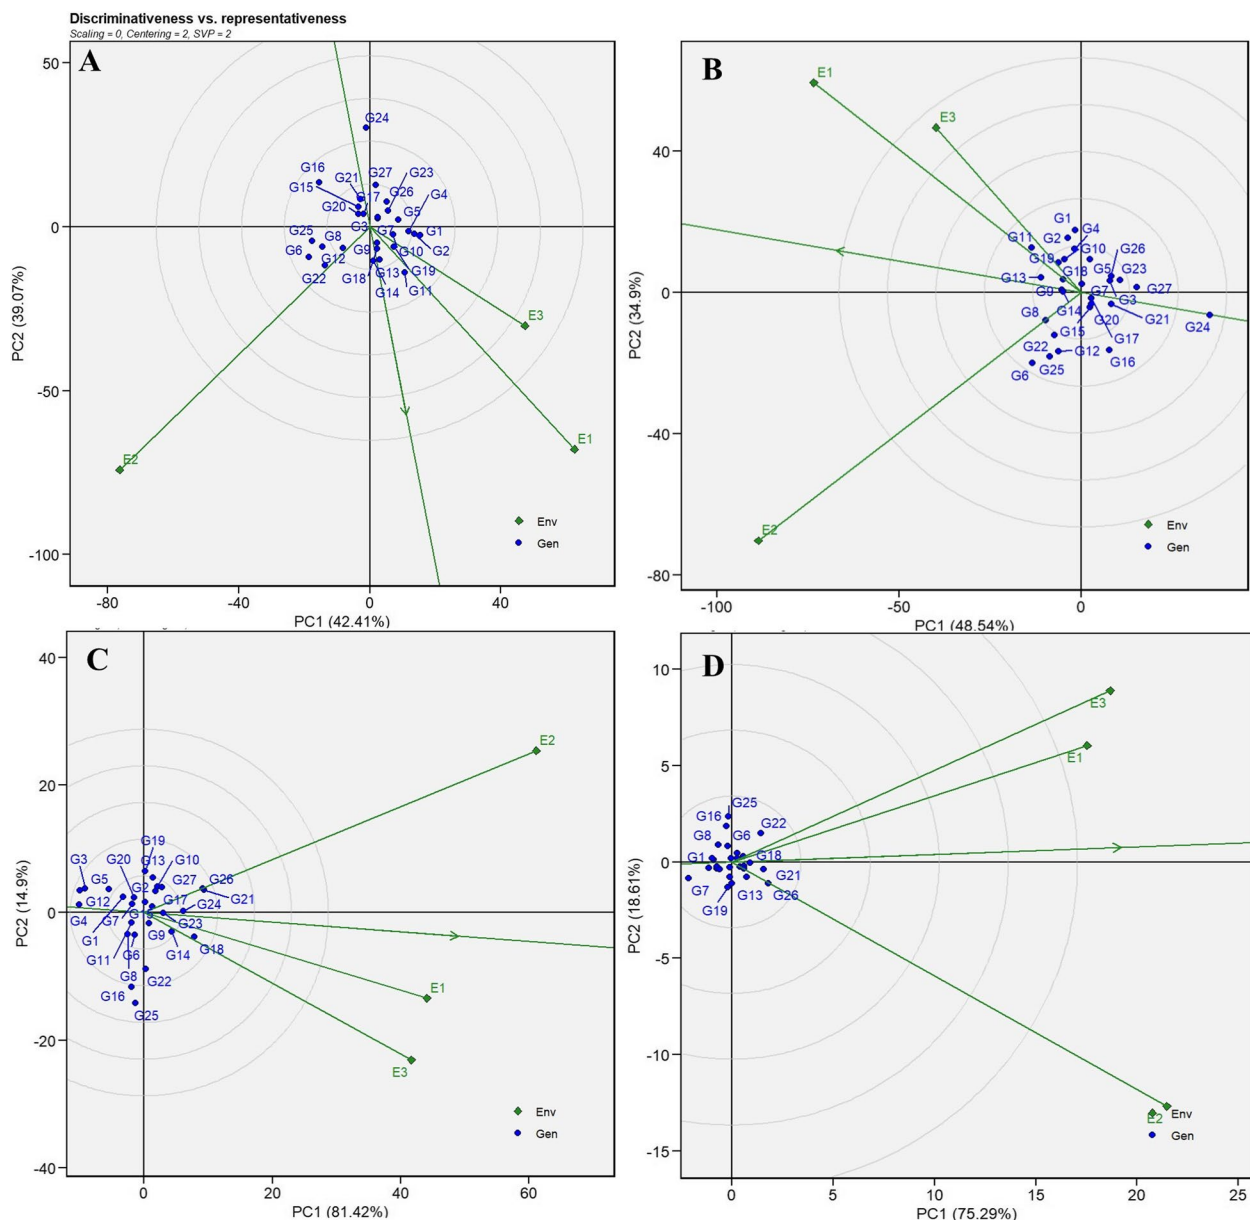 Discriminativeness vs. representativeness
Scaling = 0, Centering = 2, SVP = 2
A
50
0
-50
-100
PC2 (39.07%)
G24
G16
G27
G23
G21
G15
G17
G26
G4
G20
G5
G3
G7
G1
G25
G8
G9
G10
G2
G6
G12
G22
G18
G13
G19
G14
G11
E3
E1
E2
Env
Gen
-80
-40
0
40
PC1 (42.41%)
B
40
0
-40
-80
PC2 (34.9%)
E1
E3
G1
G4
G11
G2
G10
G26
G19
G18
G5
G23
G13
G9
G7
G3
G27
G8
G14
G20
G21
G24
G15
G17
G22
G12
G16
G6
G25
E2
Env
Gen
-100
-50
0
PC1 (48.54%)
C
40
20
0
-20
-40
PC2 (14.9%)
E2
G19
G3
G20
G13
G10
G5
G2
G27
G26
G12
G17
G24
G21
G4
G7
G23
G1
G9
G11
G6
G14
G18
G8
G22
G16
G25
E1
E3
Env
Gen
0
20
40
60
PC1 (81.42%)
D
10
5
0
-5
-10
-15
PC2 (18.61%)
E3
E1
G25
G16
G22
G8
G6
G1
G18
G21
G7
G13
G26
G19
E2
Env
Gen
0
5
10
15
20
25
PC1 (75.29%)